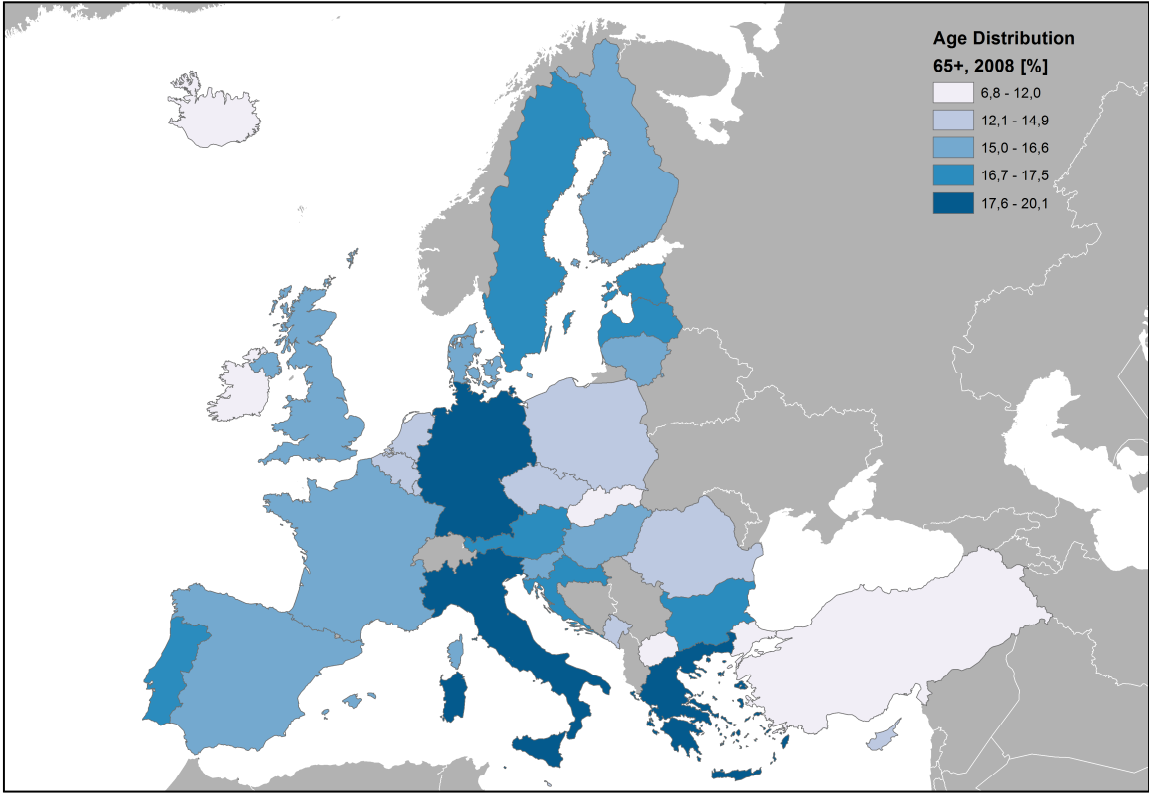 Age Distribution
65+, 2008 [%]
6,8 - 12,0
12,1 - 14,9
15,0 - 16,6
16,7 - 17,5
17,6 - 20,1